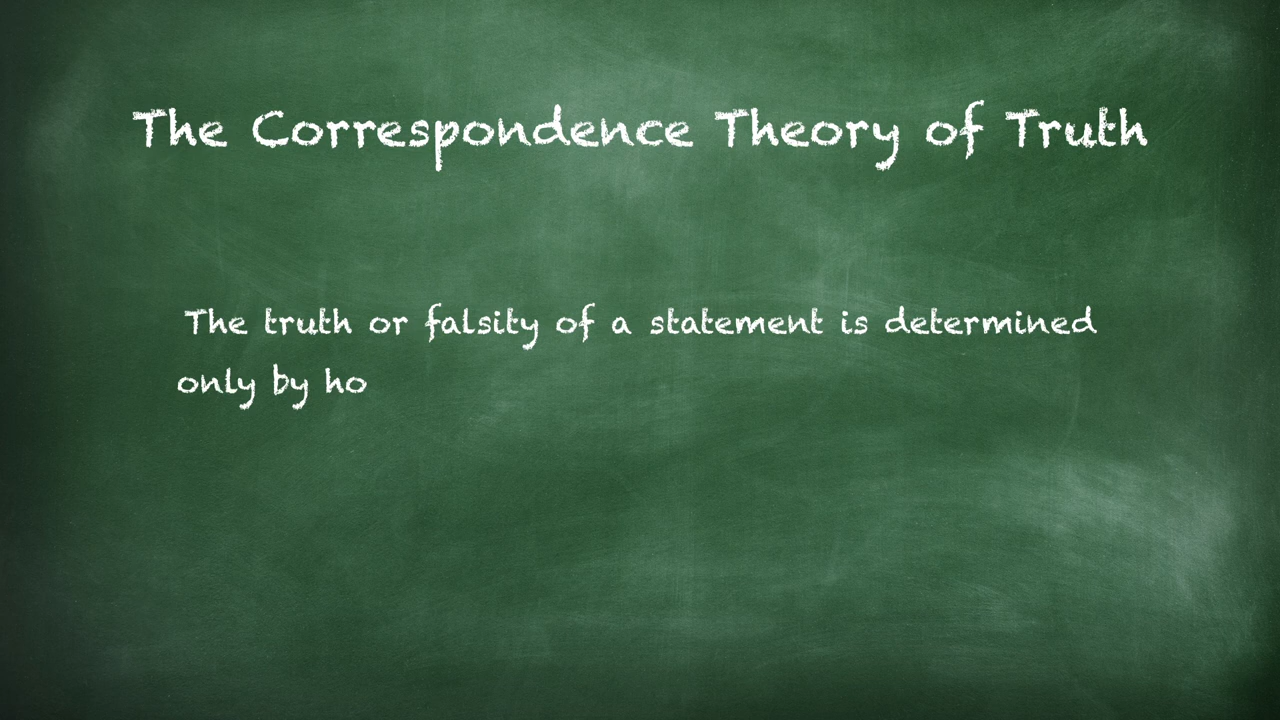 The Correspondence Theory of Truth
The truth or falsity of a statement is determined
only by ho